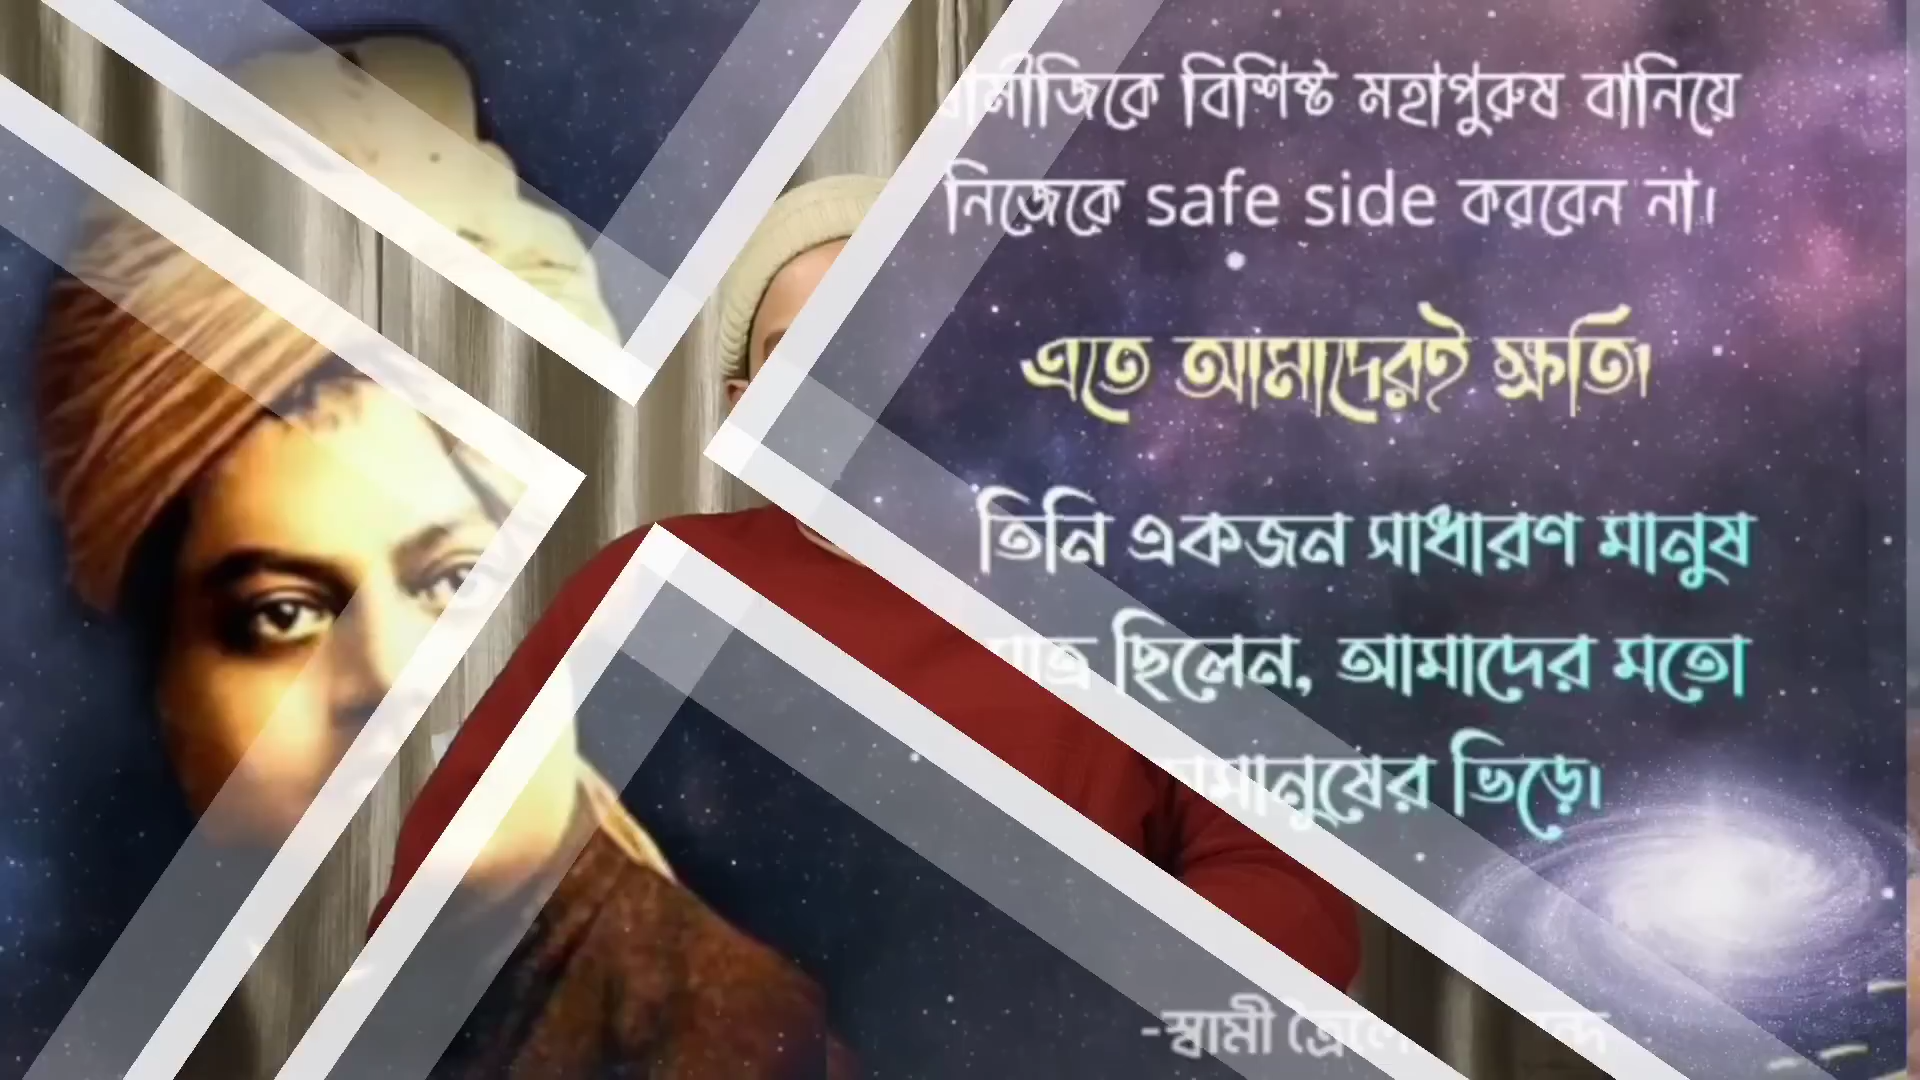 বিশিষ্ট মহাপুরুষ বানিয়ে
নিজেকে safe side করবেন না।
এতে আমাদেরই ক্ষতি।
তিনি একজন সাধারণ মানুষ
ছিলেন, আমাদের মতো
ভিড়ে।
-স্বামী